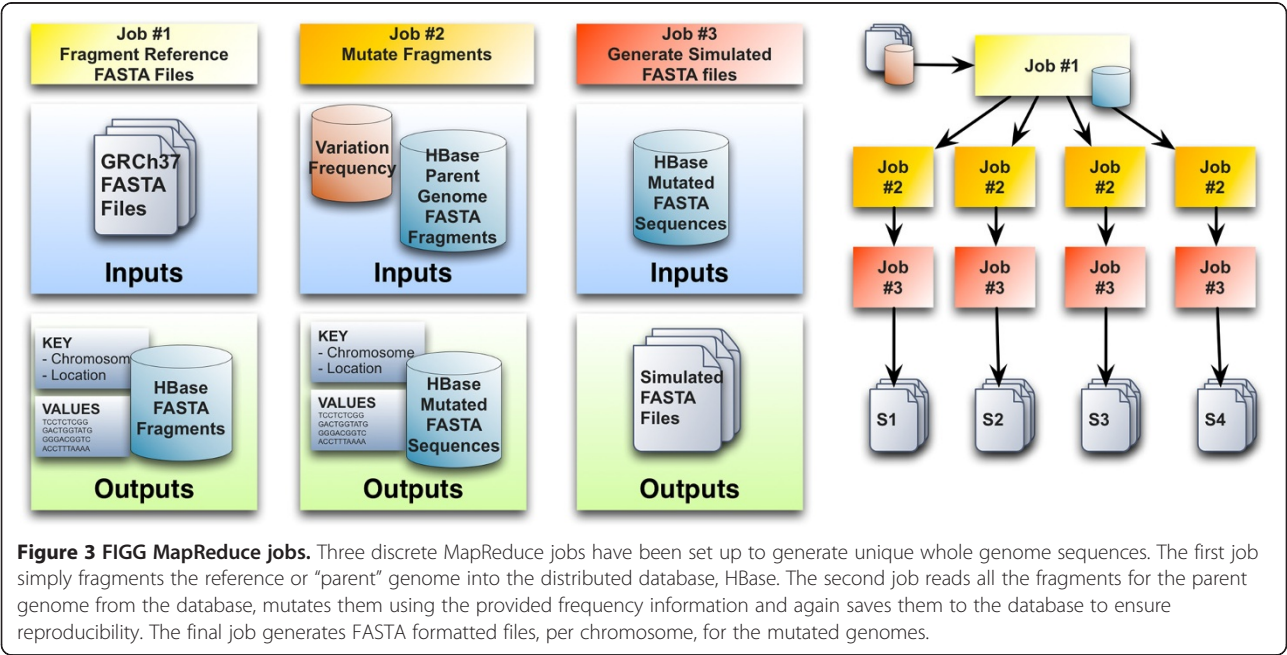 Job #1
Fragment Reference
FASTA Files
GRCh37
FASTA
Files
Inputs
KEY
- Chromosom
- Location
VALUES
TCCTCTCGG
GACTGGTATG
GGGACGGTC
ACCTTTAAAA
HBase
FASTA
Fragments
Outputs
Job #2
Mutate Fragments
Variation
Frequency
HBase
Parent
Genome
FASTA
Fragments
Inputs
KEY
- Chromosome
- Location
VALUES
TCCTCTCGG
GACTGGTATG
GGGACGGTC
ACCTTTAAAA
HBase
Mutated
FASTA
Sequences
Outputs
Job #3
Generate Simulated
FASTA files
HBase
Mutated
FASTA
Sequences
Inputs
Simulated
FASTA
Files
Outputs
Job #1
Job
#2
Job
#2
Job
#2
Job
#2
Job
#3
Job
#3
Job
#3
Job
#3
S1
S2
S3
S4
Figure 3 FIGG MapReduce jobs. Three discrete MapReduce jobs have been set up to generate unique whole genome sequences. The first job
simply fragments the reference or “parent” genome into the distributed database, HBase. The second job reads all the fragments for the parent
genome from the database, mutates them using the provided frequency information and again saves them to the database to ensure
reproducibility. The final job generates FASTA formatted files, per chromosome, for the mutated genomes.